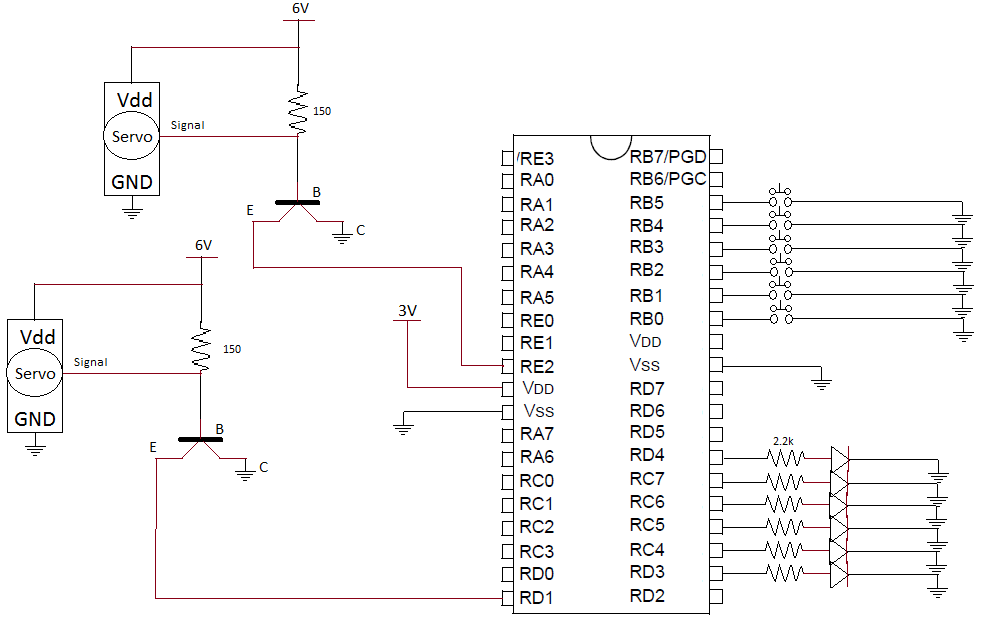 6V
Vdd
Servo
GND
Signal
150
B
E
C
6V
Vdd
Servo
GND
Signal
150
B
E
C
3V
/RE3
RA0
RA1
RA2
RA3
RA4
RA5
RE0
RE1
RE2
VDD
VSS
RA7
RA6
RC0
RC1
RC2
RC3
RD0
RD1
RB7/PGD
RB6/PGC
RB5
RB4
RB3
RB2
RB1
RB0
VDD
VSS
RD7
RD6
RD5
RD4
RC7
RC6
RC5
RC4
RD3
RD2
2.2k